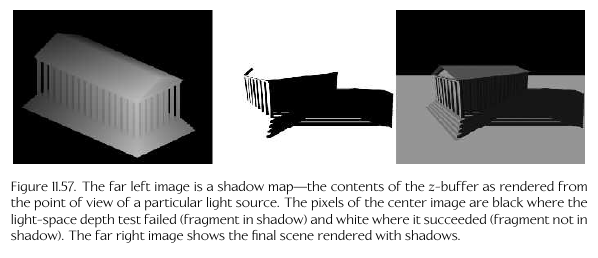 Figure 11.57. The far left image is a shadow map—the contents of the z-buffer as rendered from
the point of view of a particular light source. The pixels of the center image are black where the
light-space depth test failed (fragment in shadow) and white where it succeeded (fragment not in
shadow). The far right image shows the final scene rendered with shadows.